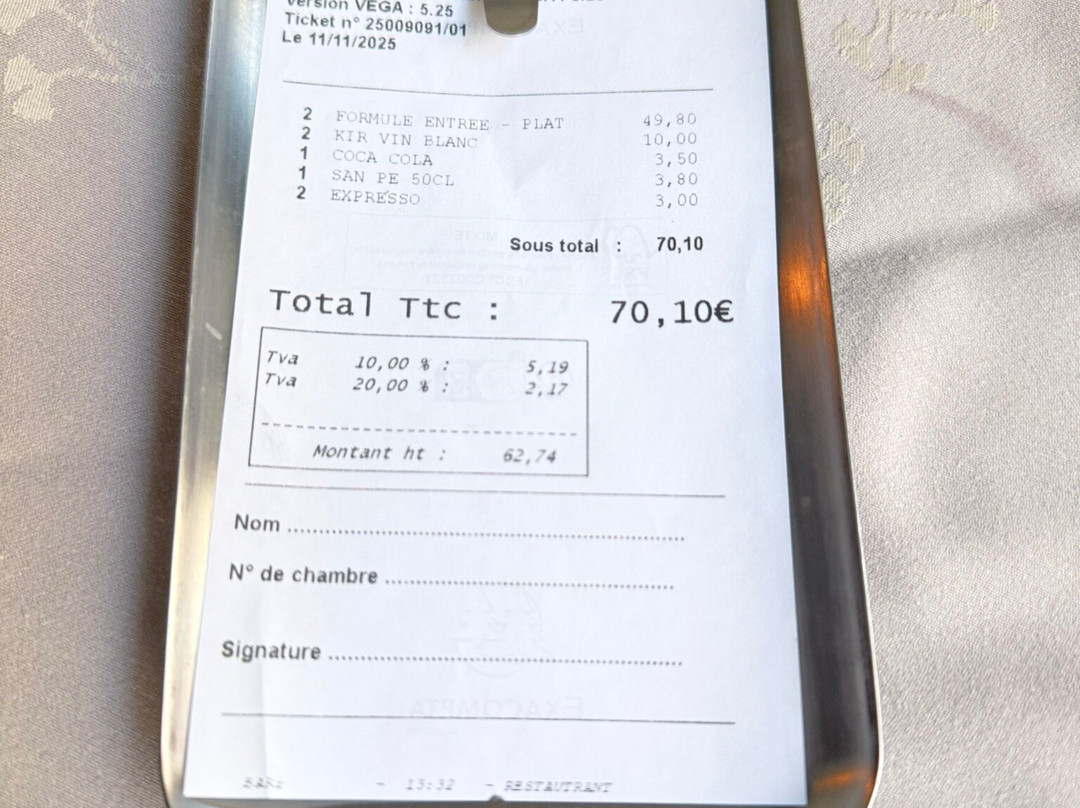 Version VEGA : 5.25
Ticket n° 25009091/01
Le 11/11/2025
2 FORMULE ENTREE - PLAT 49,80
2 KIR VIN BLANC 10,00
1 COCA COLA 3,50
1 SAN PE 50CL 3,80
2 EXPRESSO 3,00
Sous total : 70,10
Total Ttc : 70,10€
Tva 10,00 % : 5,19
Tva 20,00 % : 2,17
Montant ht : 62,74
Nom
N° de chambre
Signature
EXACOMPTA
- 13:32 - RESTAUTRANT